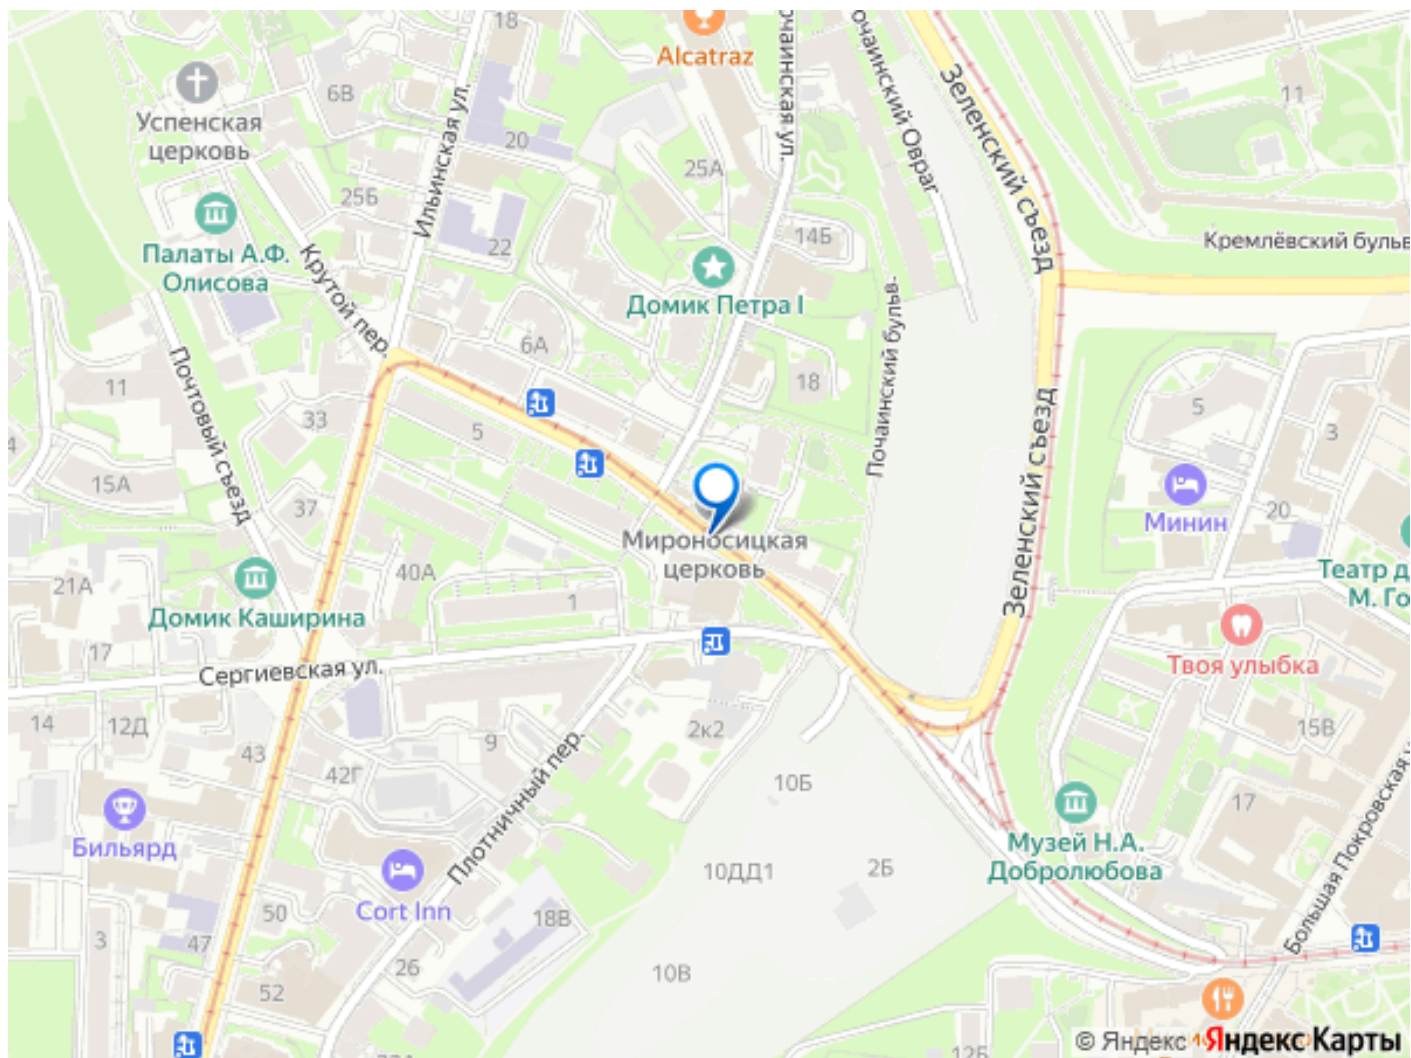 18
Alcatraz
6В
Успенская
церковь
20
Ильинская ул.
25А
25Б
22
Палаты А.Ф.
Олисова
Крутой пер.
14Б
Домик Петра I
Почаинский бульв.
Зеленский съезд
11
Кремлёвский бульв
6А
18
11
33
5
15А
37
Почтовый съезд
5
3
Минин
20
Зеленский съезд
Мироносицкая
церковь
21А
40А
1
Домик Каширина
17
Сергиевская ул.
Твоя улыбка
14
12Д
43
42Г
9
2к2
15В
10Б
17
Бильярд
Плотничный пер.
Музей Н.А.
Добролюбова
10ДД1
2Б
Cort Inn
50
18В
3
47
26
52
10В
Большая Покровская
12Б
© Яндекс
Яндекс Карты